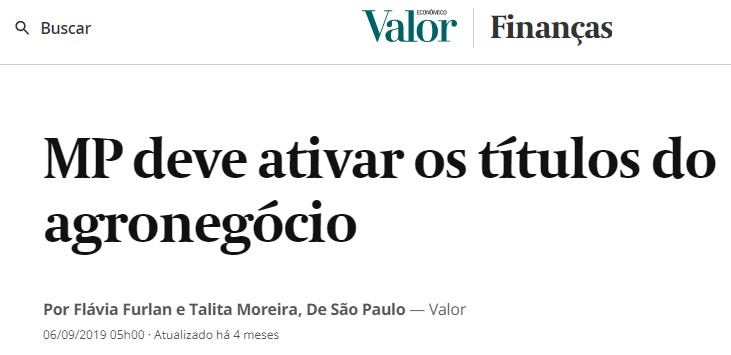 Buscar
Valor ECONÔMICO
Finanças
MP deve ativar os títulos do
agronegócio
Por Flávia Furlan e Talita Moreira, De São Paulo — Valor
06/09/2019 05h00 · Atualizado há 4 meses